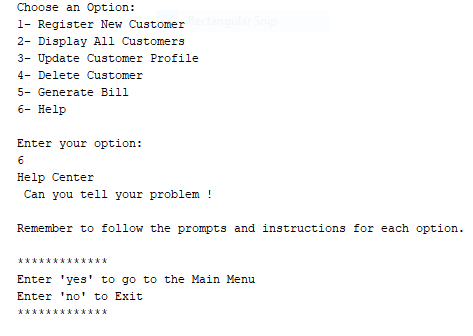 Choose an Option:
1- Register New Customer
2- Display All Customers
3- Update Customer Profile
4- Delete Customer
5- Generate Bill
6- Help
Enter your option:
6
Help Center
Can you tell your problem !
Remember to follow the prompts and instructions for each option.
*************
Enter 'yes' to go to the Main Menu
Enter 'no' to Exit
*************
Rectangular Snip